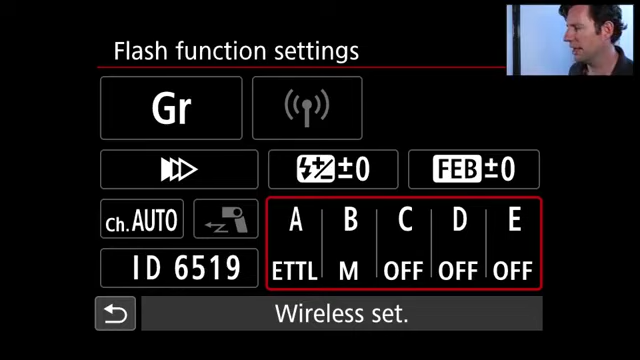 Flash function settings
Gr
±0 FEB±0
Ch.AUTO A B C D E
ID 6519 ETTL M OFF OFF OFF
Wireless set.